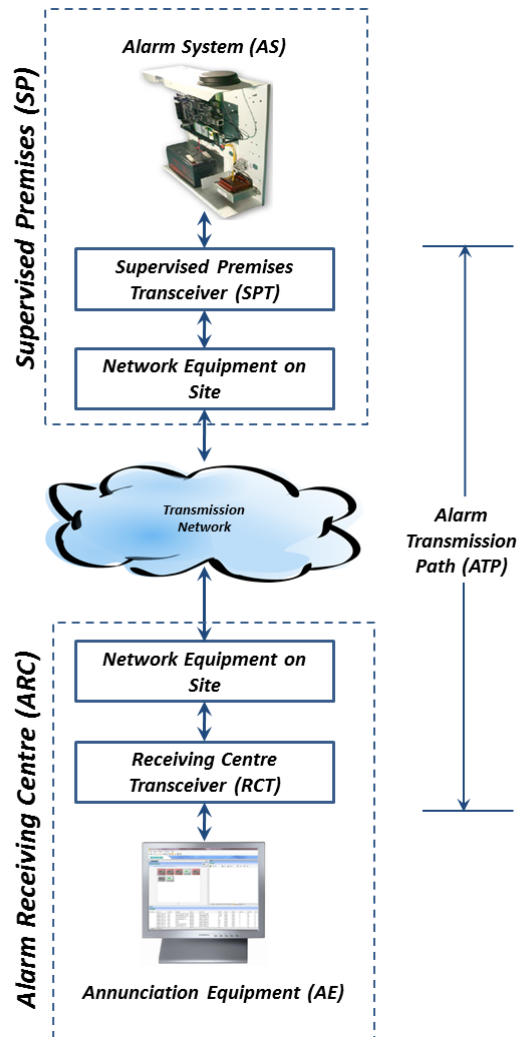 Supervised Premises (SP)
Alarm System (AS)
Supervised Premises
Transceiver (SPT)
Network Equipment on
Site
Transmission
Network
Alarm
Transmission
Path (ATP)
Alarm Receiving Centre (ARC)
Network Equipment on
Site
Receiving Centre
Transceiver (RCT)
Annunciation Equipment (AE)